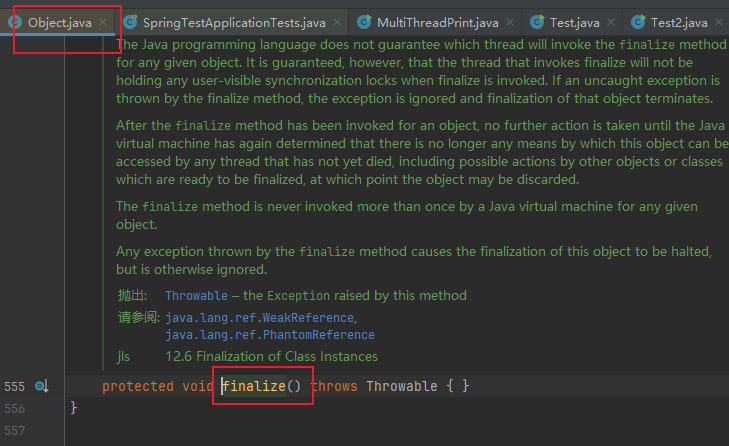 Object.java SpringTestApplicationTests.java MultiThreadPrint.java Test.java Test2.java
The Java programming language does not guarantee which thread will invoke the finalize method
for any given object. It is guaranteed, however, that the thread that invokes finalize will not be
holding any user-visible synchronization locks when finalize is invoked. If an uncaught exception is
thrown by the finalize method, the exception is ignored and finalization of that object terminates.
After the finalize method has been invoked for an object, no further action is taken until the Java
virtual machine has again determined that there is no longer any means by which this object can be
accessed by any thread that has not yet died, including possible actions by other objects or classes
which are ready to be finalized, at which point the object may be discarded.
The finalize method is never invoked more than once by a Java virtual machine for any given
object.
Any exception thrown by the finalize method causes the finalization of this object to be halted,
but is otherwise ignored.
抛出: Throwable – the Exception raised by this method
请参阅: java.lang.ref.WeakReference,
java.lang.ref.PhantomReference
jls 12.6 Finalization of Class Instances
555 protected void finalize() throws Throwable { }
556 }
557